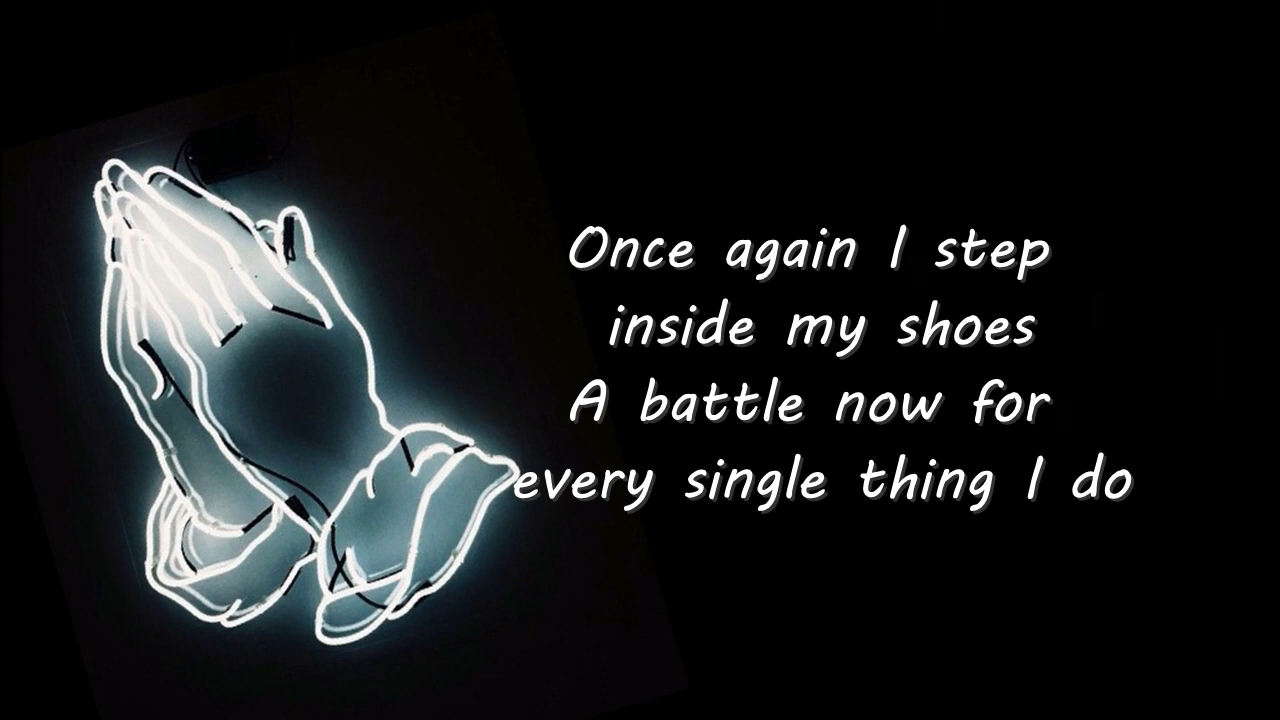 Once again I step
inside my shoes
A battle now for
every single thing I do